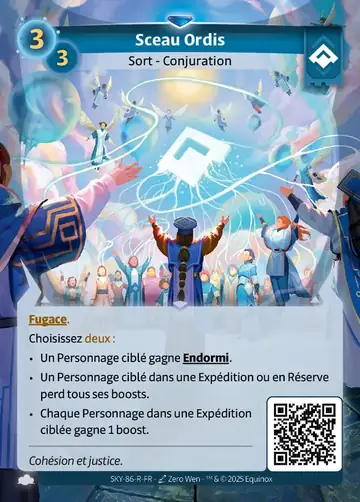 3
3
Sceau Ordis
Sort - Conjuration
Fugace.
Choisissez deux :
• Un Personnage ciblé gagne Endormi.
• Un Personnage ciblé dans une Expédition ou en Réserve
perd tous ses boosts.
• Chaque Personnage dans une Expédition
ciblée gagne 1 boost.
Cohésion et justice.
SKY-86-R-FR - Zero Wen - ™ & © 2025 Equinox